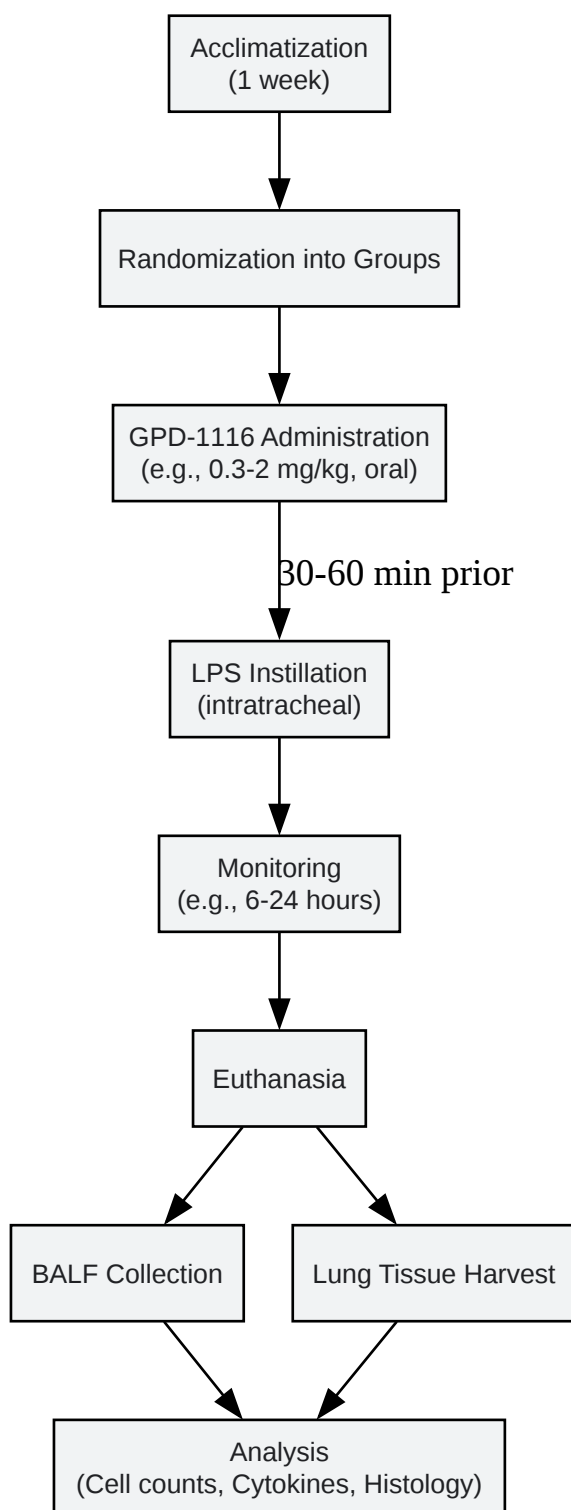 Acclimatization
(1 week)
Randomization into Groups
GPD-1116 Administration
(e.g., 0.3-2 mg/kg, oral)
30-60 min prior
LPS Instillation
(intratracheal)
Monitoring
(e.g., 6-24 hours)
Euthanasia
BALF Collection
Lung Tissue Harvest
Analysis
(Cell counts, Cytokines, Histology)